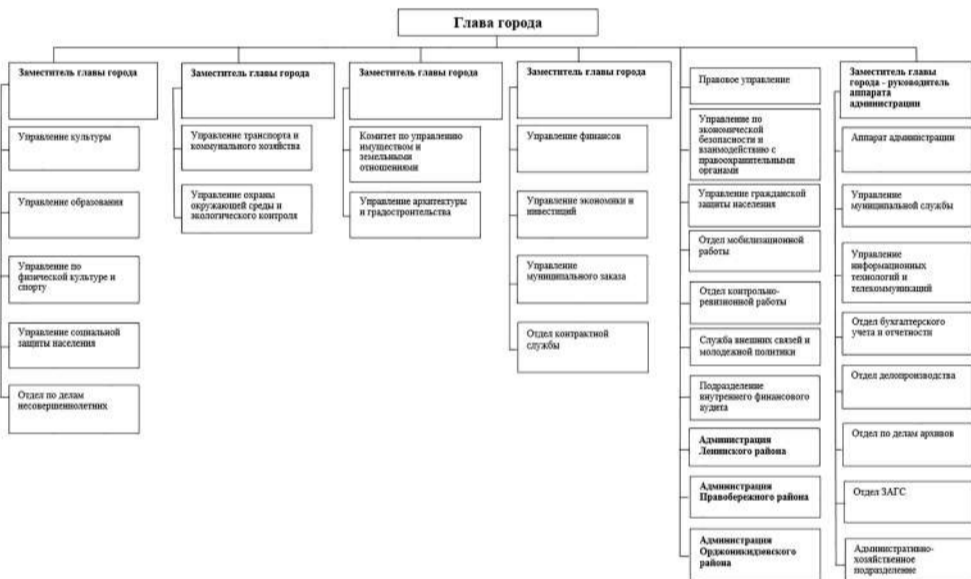 Глава города
Заместитель главы города
Управление культуры
Управление образования
Управление по
физической культуре и
спорту
Управление социальной
защиты населения
Отдел по делам
несовершеннолетних
Заместитель главы города
Управление транспорта и
коммунального хозяйства
Управление охраны
окружающей среды и
экологического контроля
Заместитель главы города
Комитет по управлению
имуществом и
земельными
отношениями
Управление архитектуры
и градостроительства
Заместитель главы города
Управление финансов
Управление экономики и
инвестиций
Управление
муниципального заказа
Отдел контрактной
службы
Правовое управление
Управление по
экономической
безопасности и
взаимодействию с
правоохранительными
органами
Управление гражданской
защиты населения
Отдел мобилизационной
работы
Отдел контрольно-
ревизионной работы
Служба внешних связей и
молодежной политики
Подразделение
внутреннего финансового
аудита
Администрация
Ленинского района
Администрация
Правобережного района
Администрация
Орджоникидзевского
района
Заместитель главы
города - руководитель
аппарата
администрации
Аппарат администрации
Управление
муниципальной службы
Управление
информационных
технологий и
телекоммуникаций
Отдел бухгалтерского
учета и отчетности
Отдел делопроизводства
Отдел по делам архивов
Отдел ЗАГС
Административно-
хозяйственное
подразделение